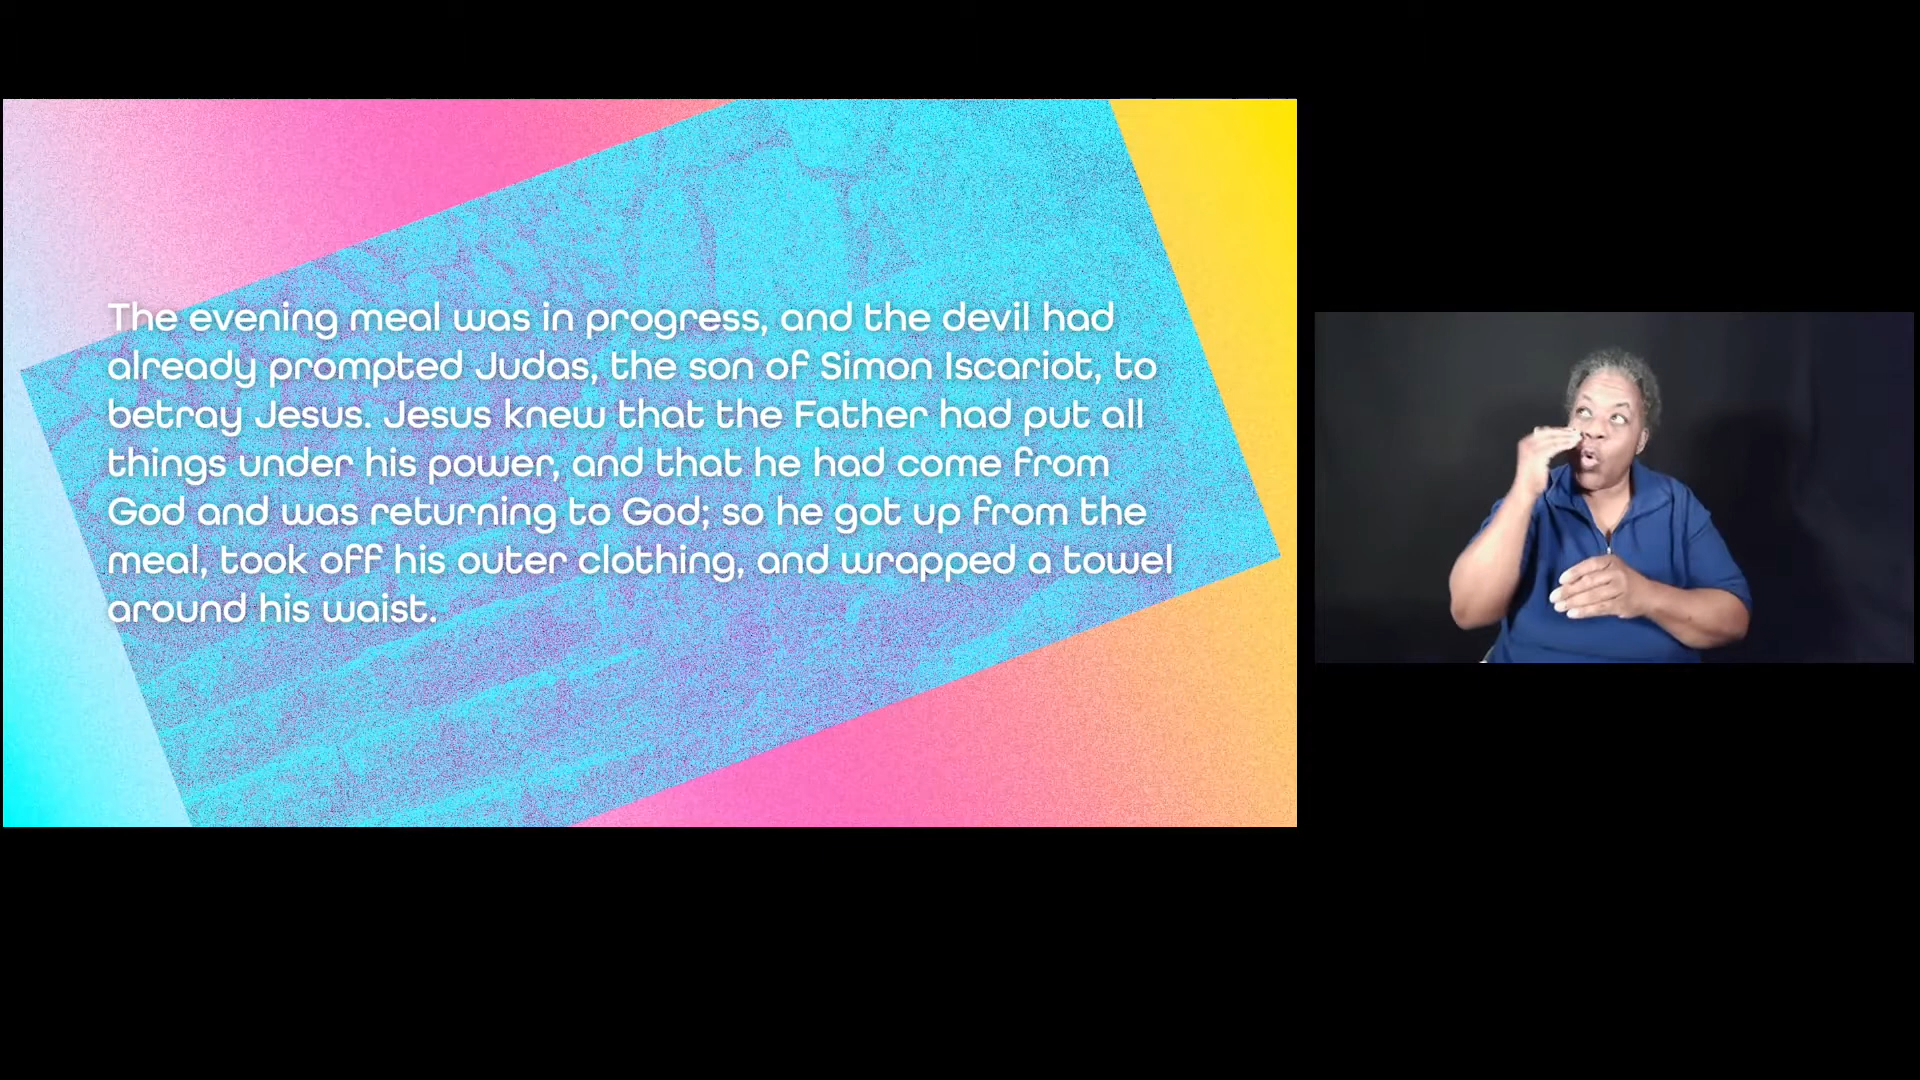 The evening meal was in progress, and the devil had
already prompted Judas, the son of Simon Iscariot, to
betray Jesus. Jesus knew that the Father had put all
things under his power, and that he had come from
God and was returning to God; so he got up from the
meal, took off his outer clothing, and wrapped a towel
around his waist.